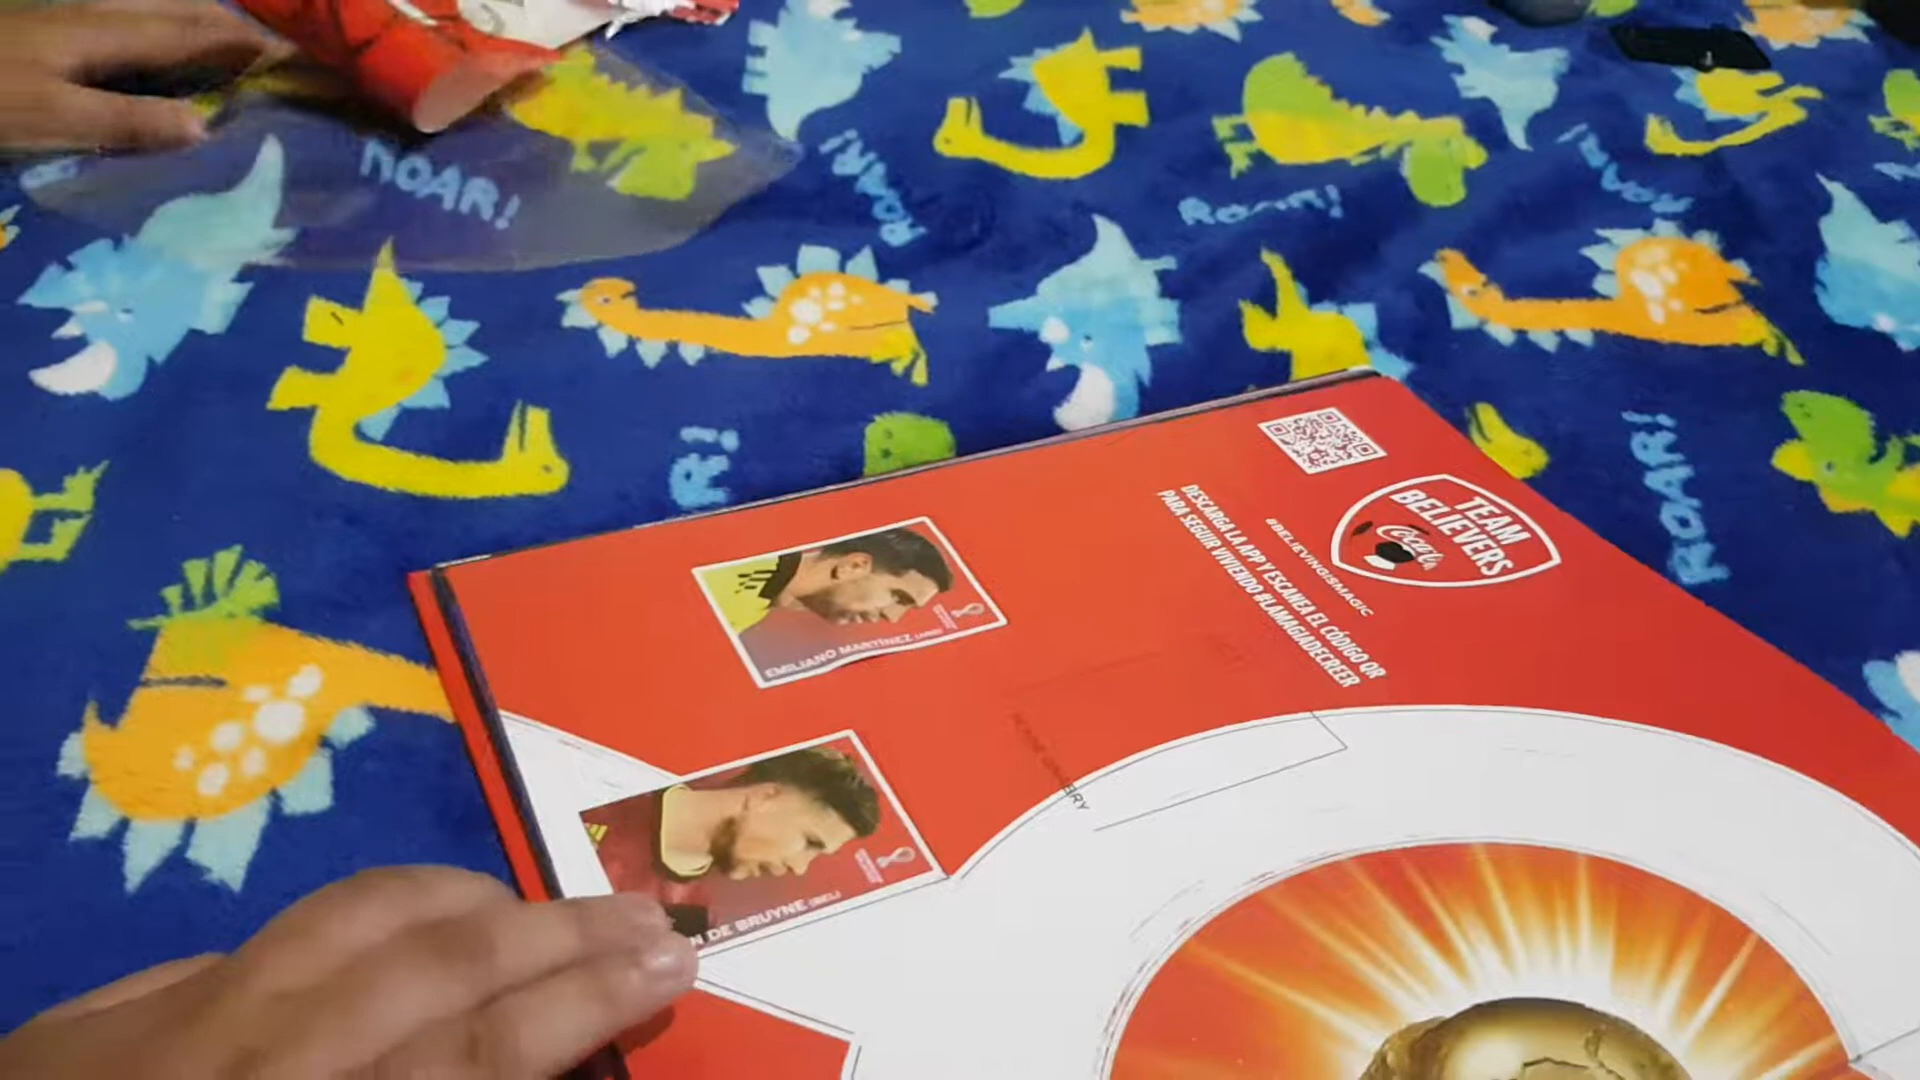 ROAR!
ROAR!
Roarr!
ROAR!
R!
ROAR!
TEAM
BELIEVERS
Coca
#BELIEVINGISMAGIC
DESCARGA LA APP Y ESCANEA EL CÓDIGO QR
PARA SEGUIR VIVIENDO #LAMAGIADECREER
EMILIANO MARTÍNEZ (ARG)
N DE BRUYNE (BEL)